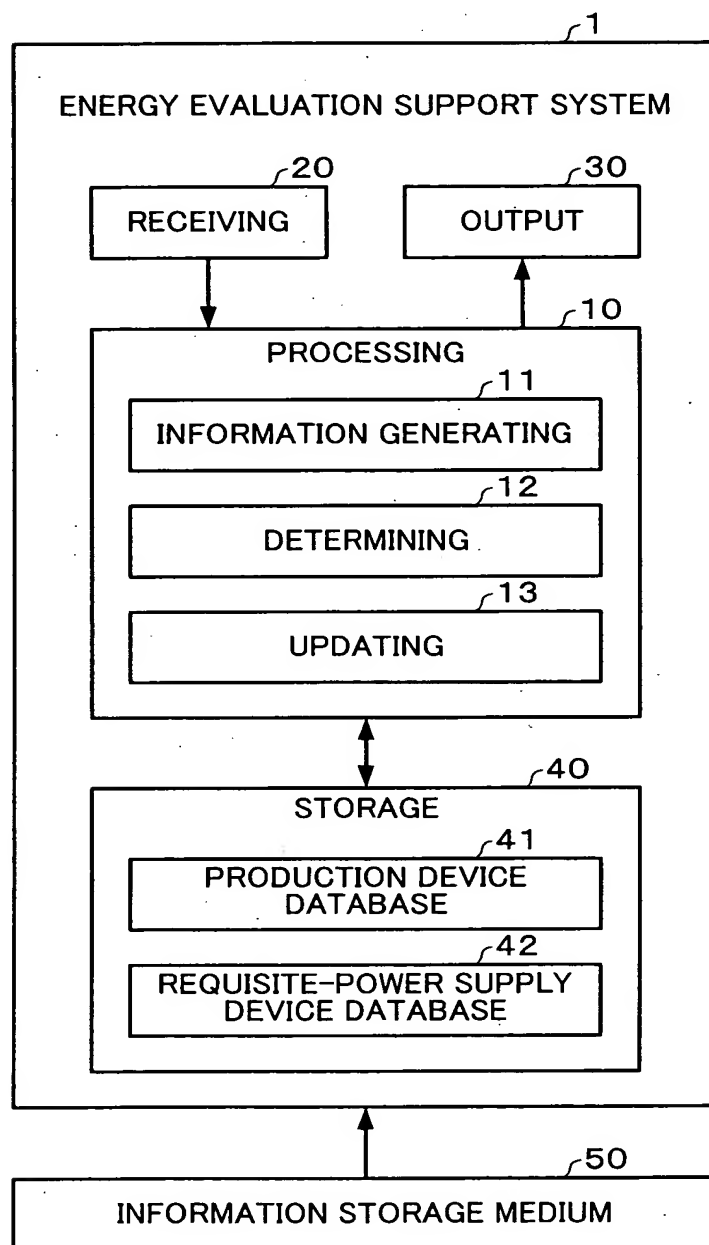 1
ENERGY EVALUATION SUPPORT SYSTEM
20
30
RECEIVING
OUTPUT
10
PROCESSING
11
INFORMATION GENERATING
12
DETERMINING
13
UPDATING
40
STORAGE
41
PRODUCTION DEVICE
DATABASE
42
REQUISITE-POWER SUPPLY
DEVICE DATABASE
50
INFORMATION STORAGE MEDIUM